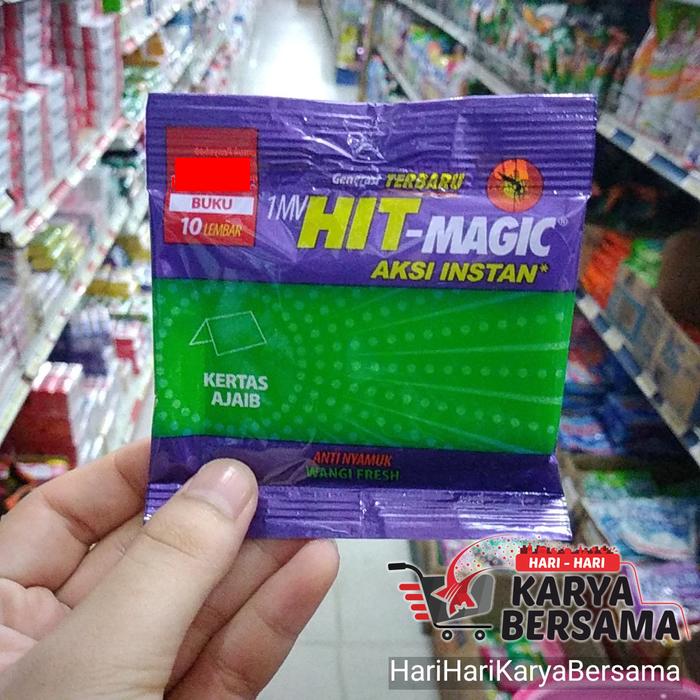 BUKU
10 LEMBAR
Generasi TERBARU
1MV HIT-MAGIC®
AKSI INSTAN*
KERTAS
AJAIB
ANTI NYAMUK
WANGI FRESH
HARI - HARI
KARYA
BERSAMA
HariHariKaryaBersama